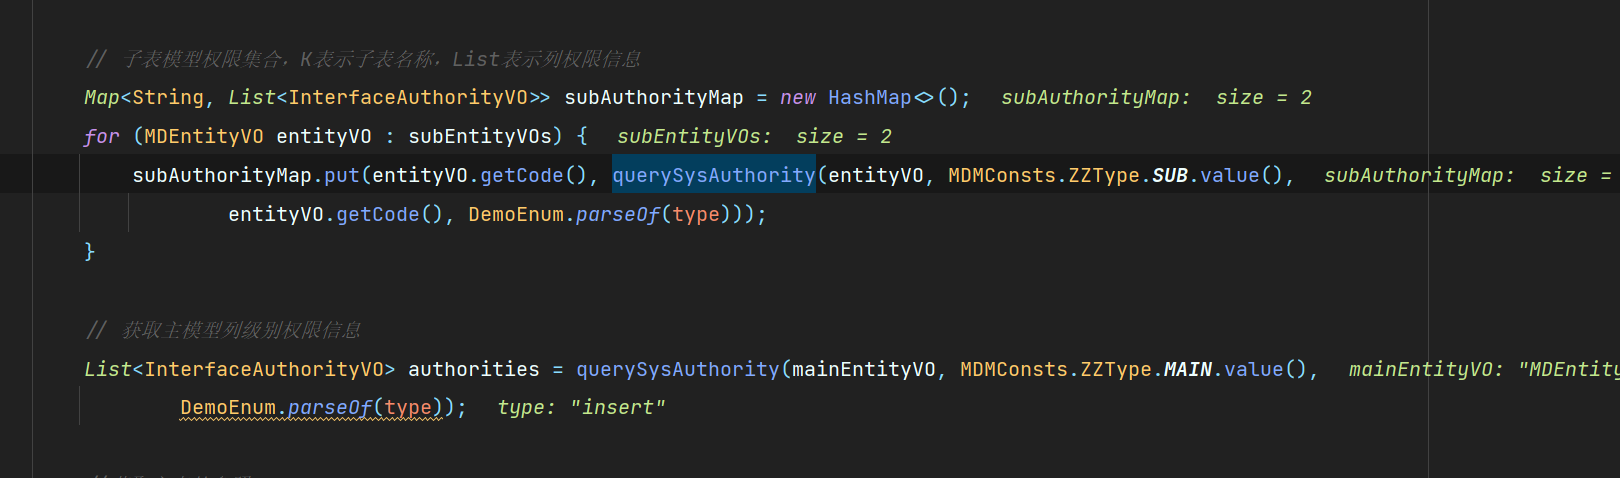 // 子表模型权限集合，K表示子表名称，List表示列权限信息
Map<String, List<InterfaceAuthorityVO>> subAuthorityMap = new HashMap<>();  subAuthorityMap:  size = 2
for (MDEntityVO entityVO : subEntityVOs) {  subEntityVOs:  size = 2
subAuthorityMap.put(entityVO.getCode(), querySysAuthority(entityVO, MDMConsts.ZZType.SUB.value(),  subAuthorityMap:  size =
entityVO.getCode(), DemoEnum.parseOf(type)));
}
// 获取主模型列级别权限信息
List<InterfaceAuthorityVO> authorities = querySysAuthority(mainEntityVO, MDMConsts.ZZType.MAIN.value(),  mainEntityVO: "MDEntity
DemoEnum.parseOf(type));  type: "insert"